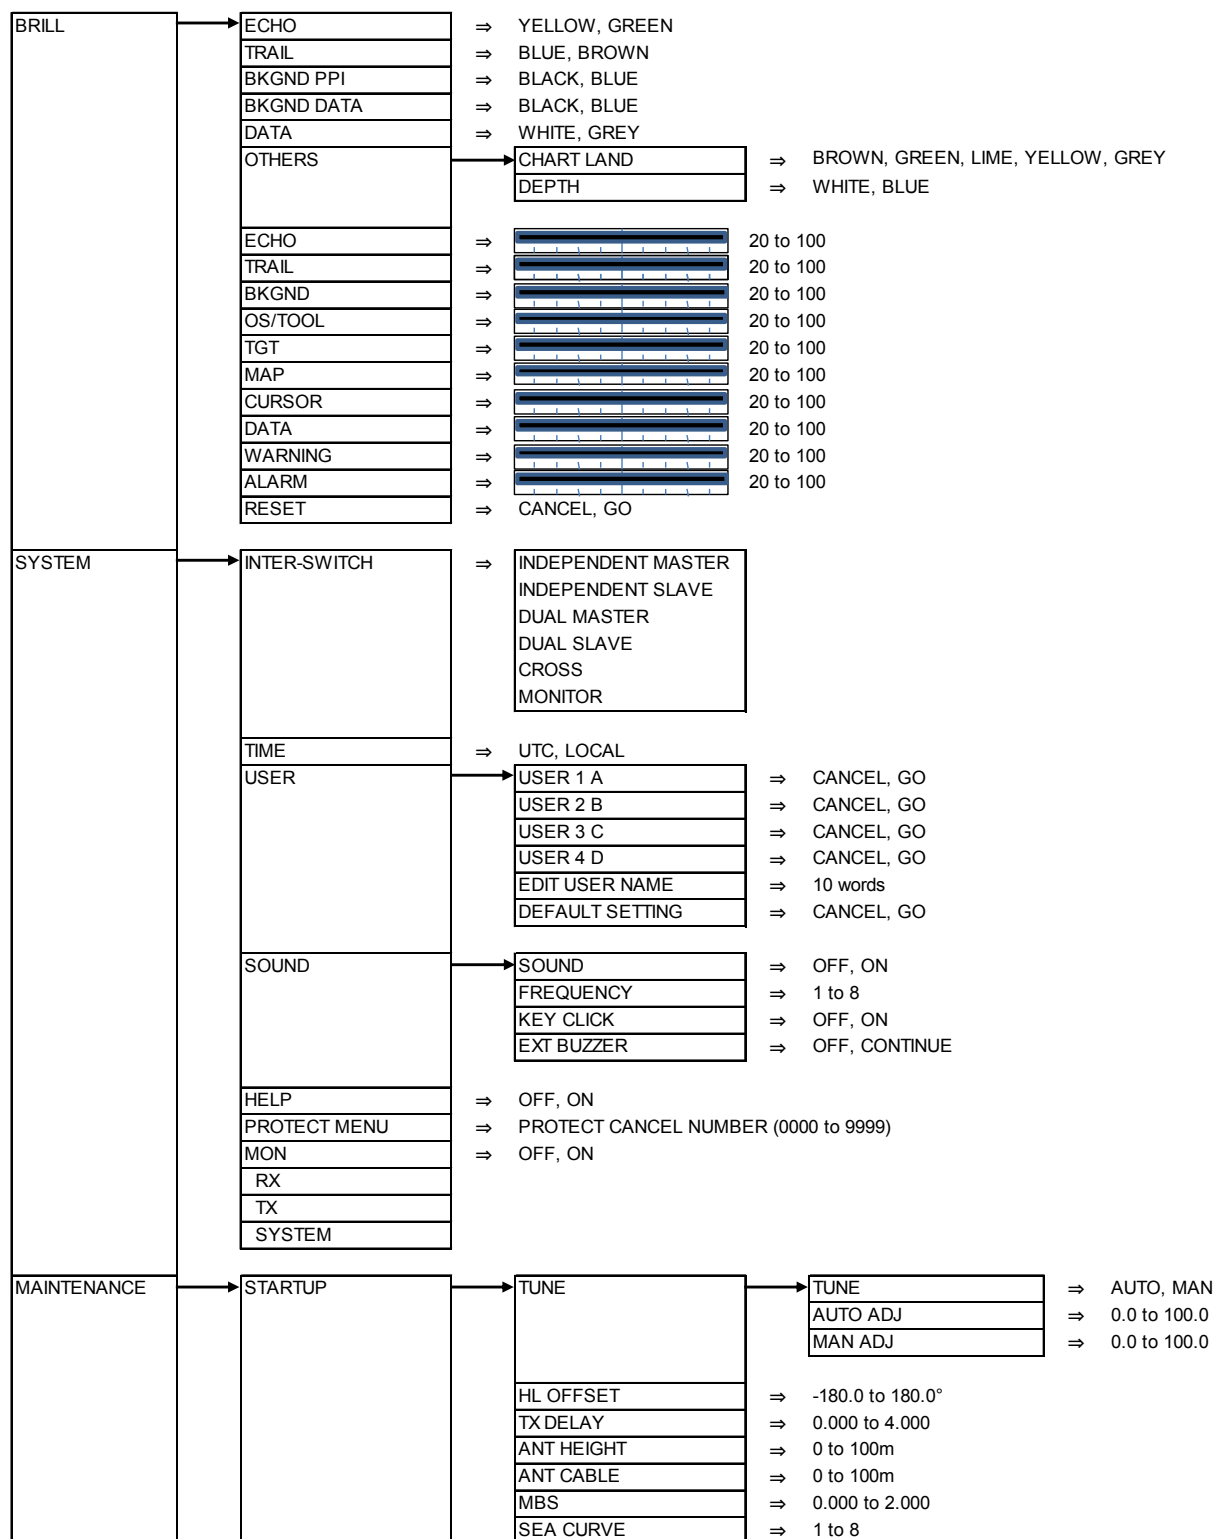 BRILL ECHO ⇒ YELLOW, GREEN
TRAIL ⇒ BLUE, BROWN
BKGND PPI ⇒ BLACK, BLUE
BKGND DATA ⇒ BLACK, BLUE
DATA ⇒ WHITE, GREY
OTHERS CHART LAND ⇒ BROWN, GREEN, LIME, YELLOW, GREY
DEPTH ⇒ WHITE, BLUE
ECHO ⇒ 20 to 100
TRAIL ⇒ 20 to 100
BKGND ⇒ 20 to 100
OS/TOOL ⇒ 20 to 100
TGT ⇒ 20 to 100
MAP ⇒ 20 to 100
CURSOR ⇒ 20 to 100
DATA ⇒ 20 to 100
WARNING ⇒ 20 to 100
ALARM ⇒ 20 to 100
RESET ⇒ CANCEL, GO
SYSTEM INTER-SWITCH ⇒ INDEPENDENT MASTER
INDEPENDENT SLAVE
DUAL MASTER
DUAL SLAVE
CROSS
MONITOR
TIME ⇒ UTC, LOCAL
USER USER 1 A ⇒ CANCEL, GO
USER 2 B ⇒ CANCEL, GO
USER 3 C ⇒ CANCEL, GO
USER 4 D ⇒ CANCEL, GO
EDIT USER NAME ⇒ 10 words
DEFAULT SETTING ⇒ CANCEL, GO
SOUND SOUND ⇒ OFF, ON
FREQUENCY ⇒ 1 to 8
KEY CLICK ⇒ OFF, ON
EXT BUZZER ⇒ OFF, CONTINUE
HELP ⇒ OFF, ON
PROTECT MENU ⇒ PROTECT CANCEL NUMBER (0000 to 9999)
MON ⇒ OFF, ON
RX
TX
SYSTEM
MAINTENANCE STARTUP TUNE TUNE ⇒ AUTO, MAN
AUTO ADJ ⇒ 0.0 to 100.0
MAN ADJ ⇒ 0.0 to 100.0
HL OFFSET ⇒ -180.0 to 180.0°
TX DELAY ⇒ 0.000 to 4.000
ANT HEIGHT ⇒ 0 to 100m
ANT CABLE ⇒ 0 to 100m
MBS ⇒ 0.000 to 2.000
SEA CURVE ⇒ 1 to 8